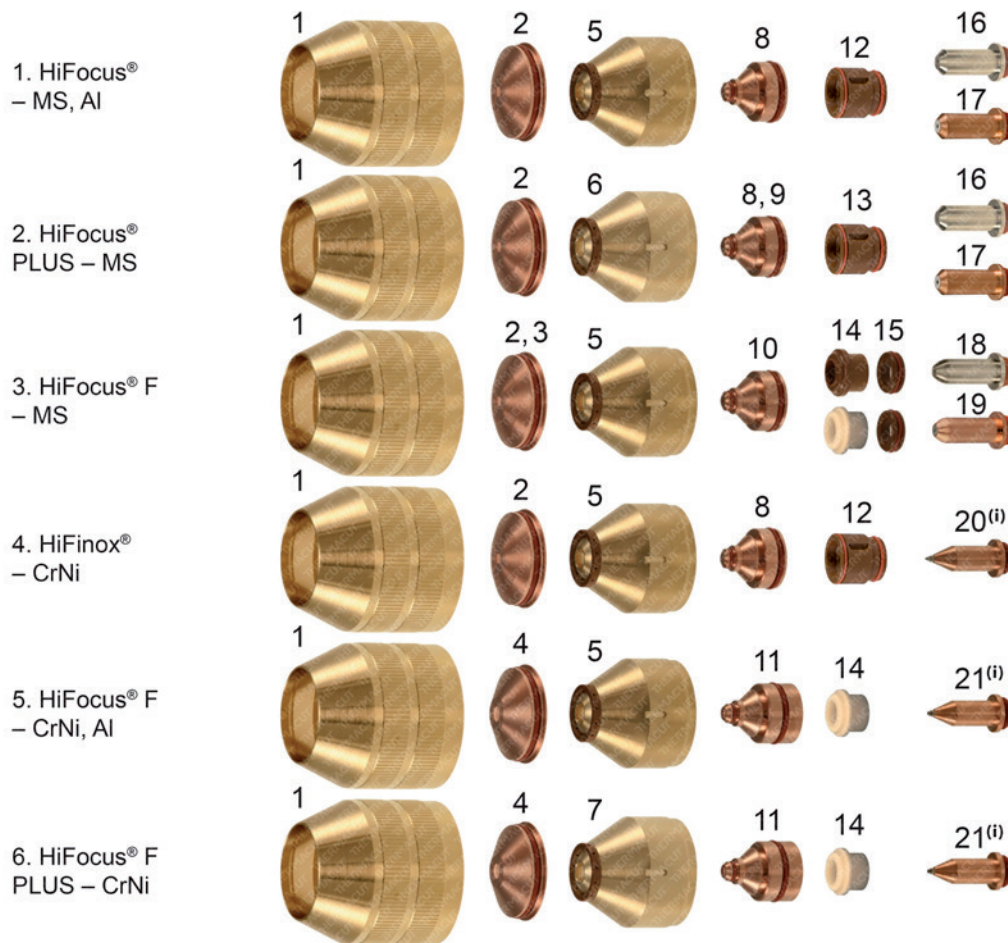 1 2 5 8 12 16
1. HiFocus®
– MS, Al
17
1 2 6 8, 9 13 16
2. HiFocus®
PLUS – MS
17
1 2, 3 5 10 14 15 18
3. HiFocus® F
– MS
19
1 2 5 8 12 20(i)
4. HiFinox®
– CrNi
1 4 5 11 14 21(i)
5. HiFocus® F
– CrNi, Al
1 4 7 11 14 21(i)
6. HiFocus® F
PLUS – CrNi